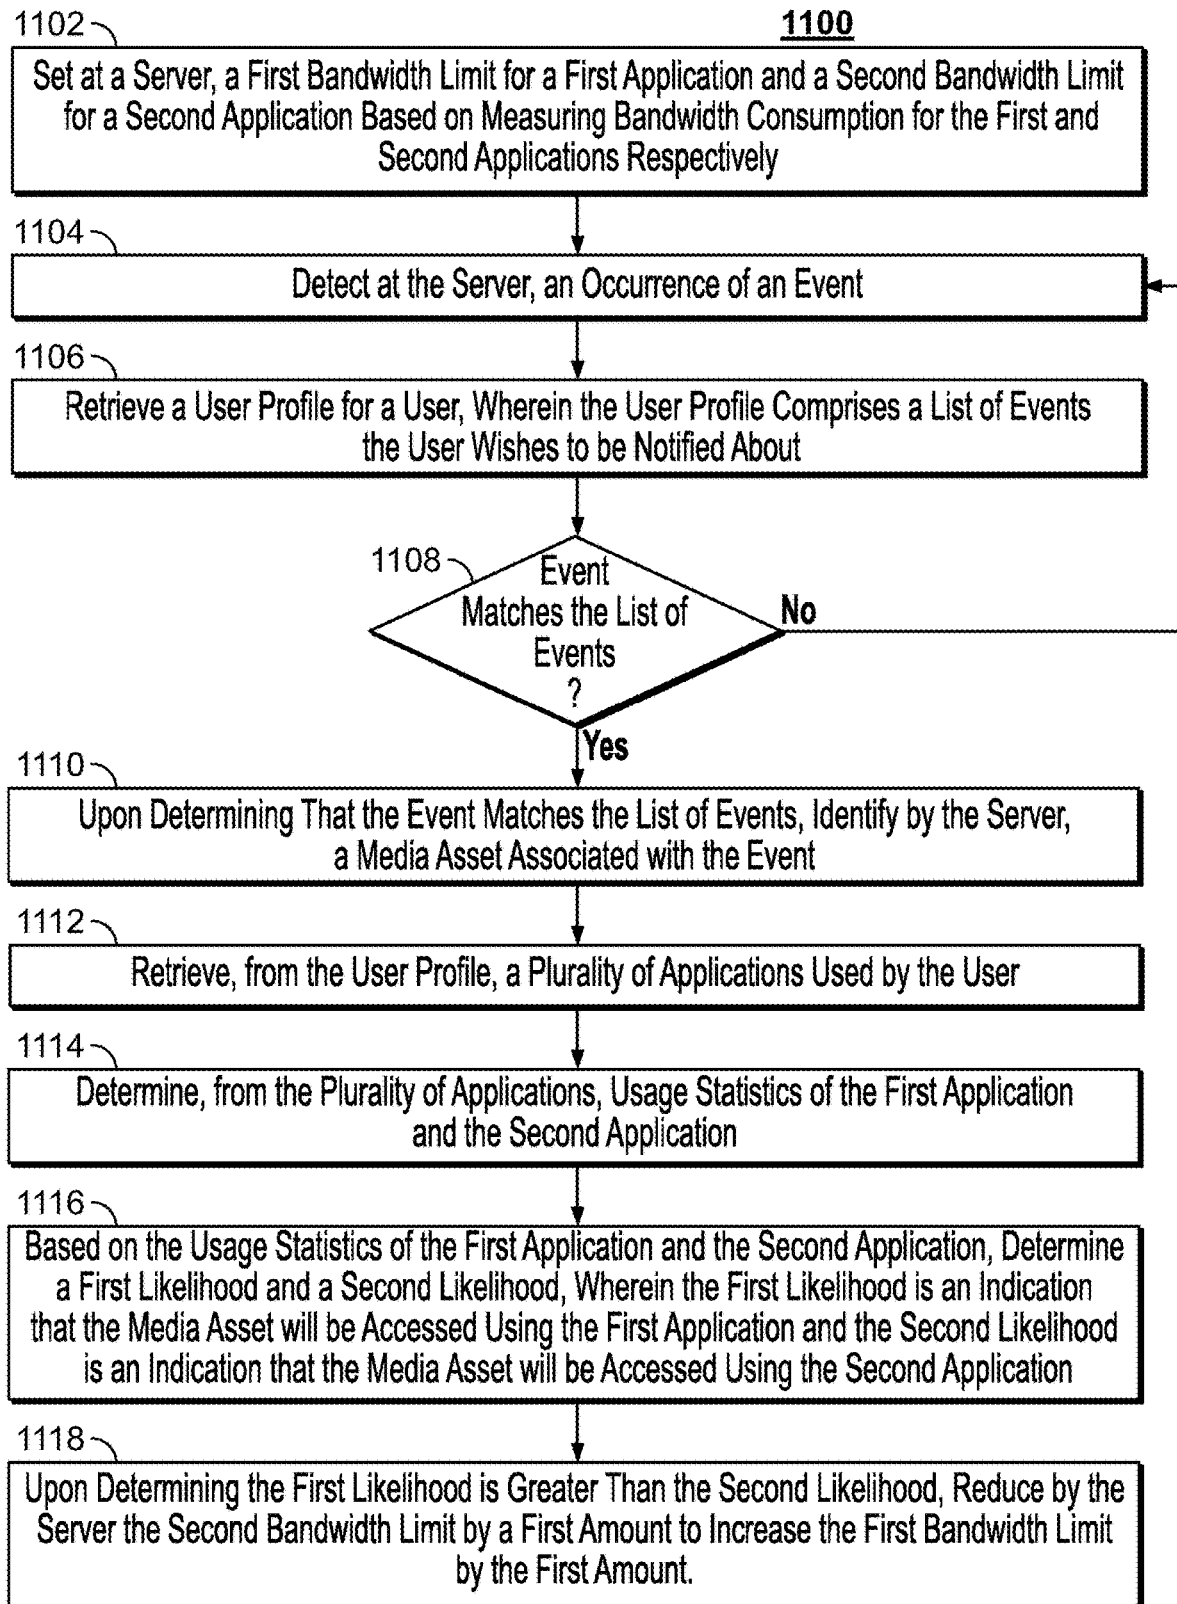 1100
1102
Set at a Server, a First Bandwidth Limit for a First Application and a Second Bandwidth Limit
for a Second Application Based on Measuring Bandwidth Consumption for the First and
Second Applications Respectively
1104
Detect at the Server, an Occurrence of an Event
1106
Retrieve a User Profile for a User, Wherein the User Profile Comprises a List of Events
the User Wishes to be Notified About
1108
Event
Matches the List of
Events
?
No
Yes
1110
Upon Determining That the Event Matches the List of Events, Identify by the Server,
a Media Asset Associated with the Event
1112
Retrieve, from the User Profile, a Plurality of Applications Used by the User
1114
Determine, from the Plurality of Applications, Usage Statistics of the First Application
and the Second Application
1116
Based on the Usage Statistics of the First Application and the Second Application, Determine
a First Likelihood and a Second Likelihood, Wherein the First Likelihood is an Indication
that the Media Asset will be Accessed Using the First Application and the Second Likelihood
is an Indication that the Media Asset will be Accessed Using the Second Application
1118
Upon Determining the First Likelihood is Greater Than the Second Likelihood, Reduce by the
Server the Second Bandwidth Limit by a First Amount to Increase the First Bandwidth Limit
by the First Amount.